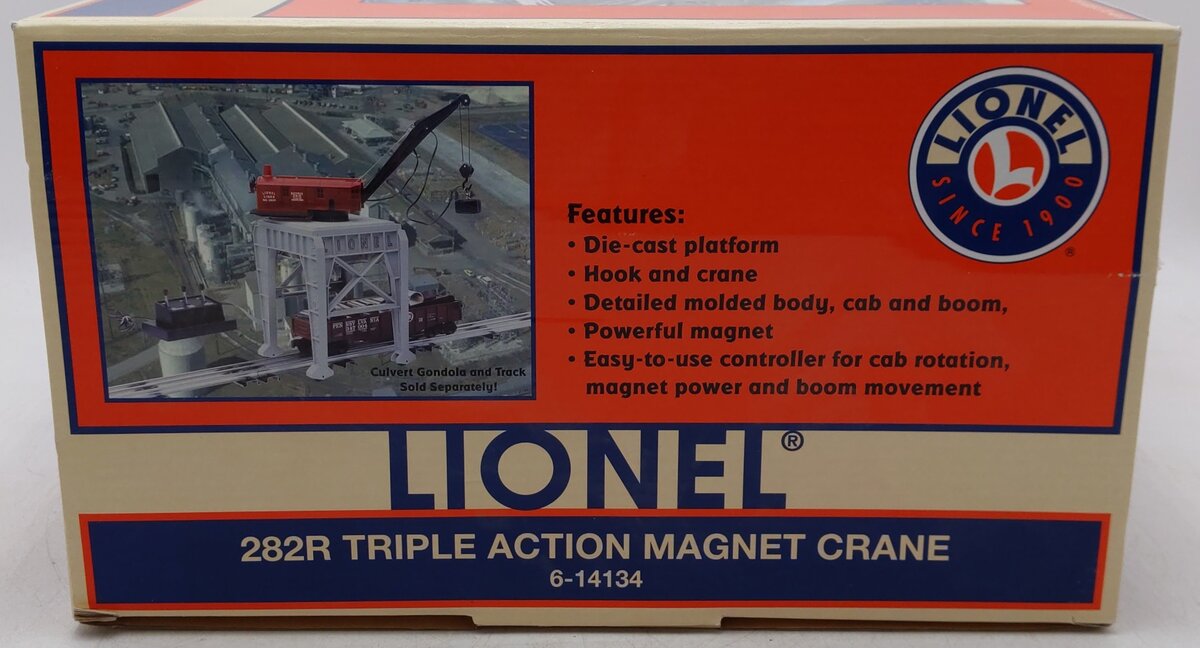 LIONEL
SINCE 1900
®
Features:
• Die-cast platform
• Hook and crane
• Detailed molded body, cab and boom,
• Powerful magnet
• Easy-to-use controller for cab rotation,
magnet power and boom movement
LIONEL
Culvert Gondola and Track
Sold Separately!
LIONEL®
282R TRIPLE ACTION MAGNET CRANE
6-14134